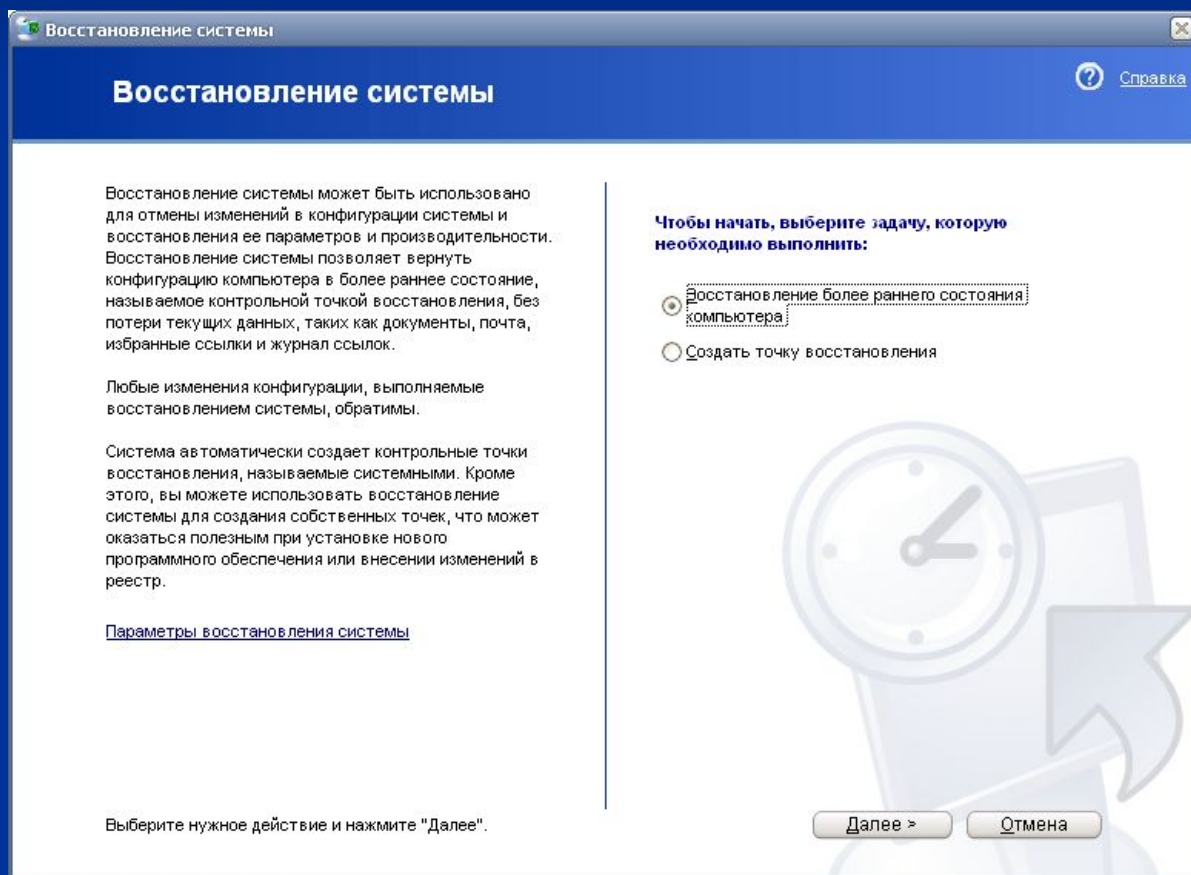 Восстановление системы
Восстановление системы
Справка
Восстановление системы может быть использовано
для отмены изменений в конфигурации системы и
восстановления ее параметров и производительности.
Восстановление системы позволяет вернуть
конфигурацию компьютера в более раннее состояние,
называемое контрольной точкой восстановления, без
потери текущих данных, таких как документы, почта,
избранные ссылки и журнал ссылок.
Любые изменения конфигурации, выполняемые
восстановлением системы, обратимы.
Система автоматически создает контрольные точки
восстановления, называемые системными. Кроме
этого, вы можете использовать восстановление
системы для создания собственных точек, что может
оказаться полезным при установке нового
программного обеспечения или внесении изменений в
реестр.
Параметры восстановления системы
Выберите нужное действие и нажмите "Далее".
Чтобы начать, выберите задачу, которую
необходимо выполнить:
Восстановление более раннего состояния
компьютера
Создать точку восстановления
Далее >
Отмена